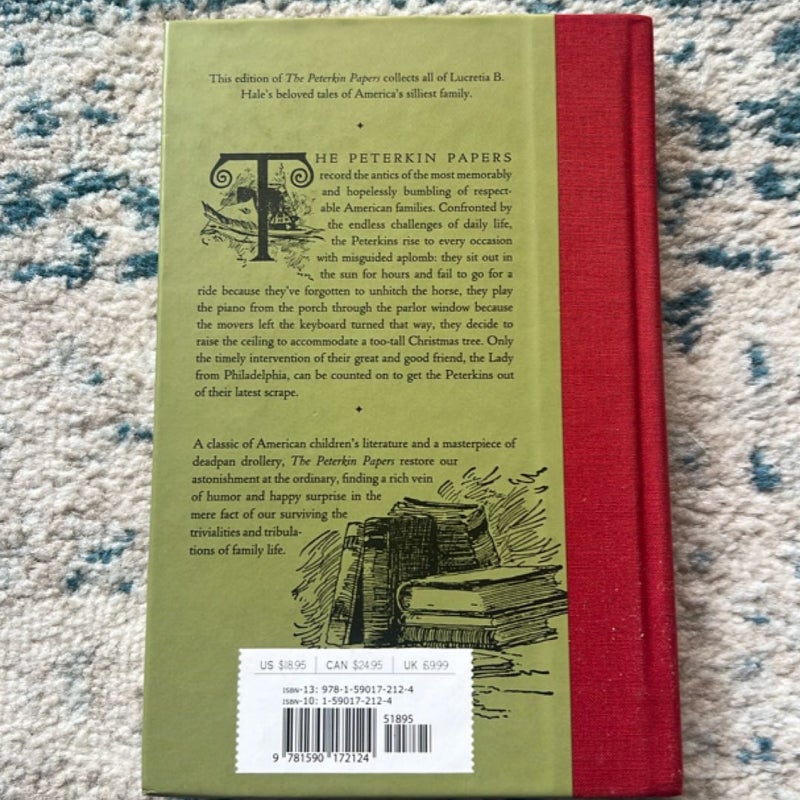 This edition of The Peterkin Papers collects all of Lucretia B.
Hale's beloved tales of America's silliest family.
THE PETERKIN PAPERS
record the antics of the most memorably
and hopelessly bumbling of respect-
able American families. Confronted by
the endless challenges of daily life,
the Peterkins rise to every occasion
with misguided aplomb: they sit out in
the sun for hours and fail to go for a
ride because they've forgotten to unhitch the horse, they play
the piano from the porch through the parlor window because
the movers left the keyboard turned that way, they decide to
raise the ceiling to accommodate a too-tall Christmas tree. Only
the timely intervention of their great and good friend, the Lady
from Philadelphia, can be counted on to get the Peterkins out
of their latest scrape.
A classic of American children's literature and a masterpiece of
deadpan drollery, The Peterkin Papers restore our
astonishment at the ordinary, finding a rich vein
of humor and happy surprise in the
mere fact of our surviving the
trivialities and tribula-
tions of family life.
US $18.95 | CAN $24.95 | UK £9.99
ISBN-13: 978-1-59017-212-4
ISBN-10: 1-59017-212-4
51895
9 781590 172124